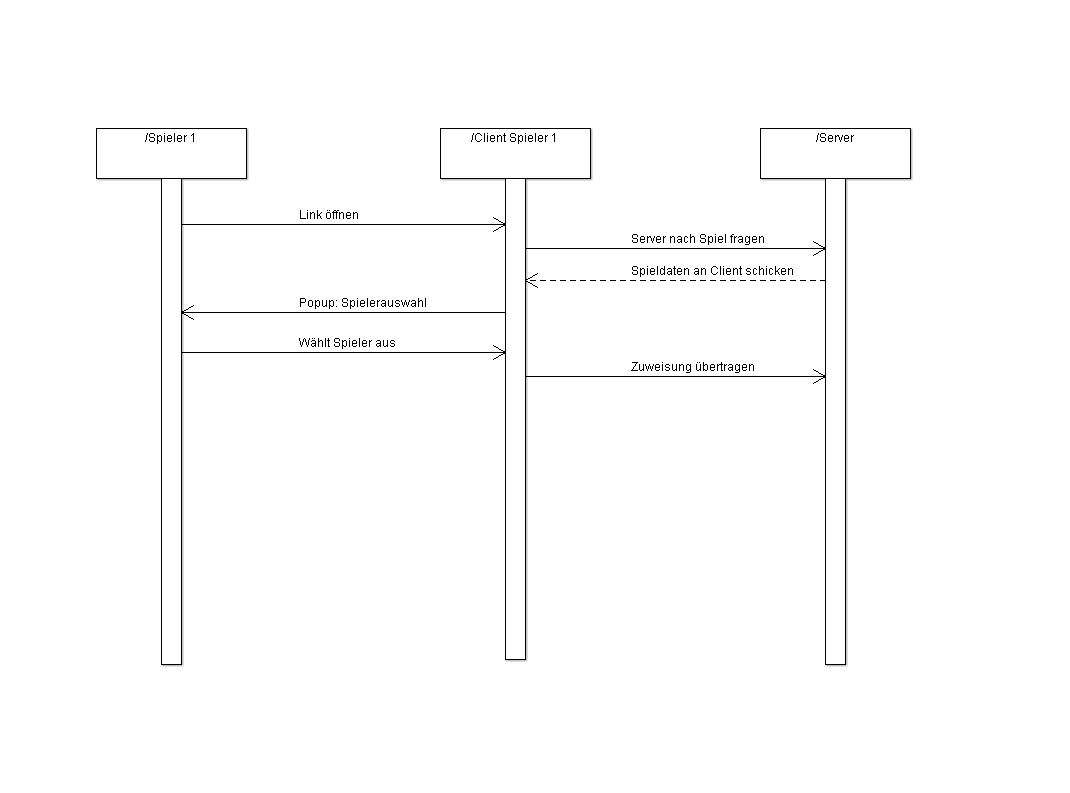 /Spieler 1
/Client Spieler 1
/Server
Link öffnen
Server nach Spiel fragen
Spieldaten an Client schicken
Popup: Spielerauswahl
Wählt Spieler aus
Zuweisung übertragen